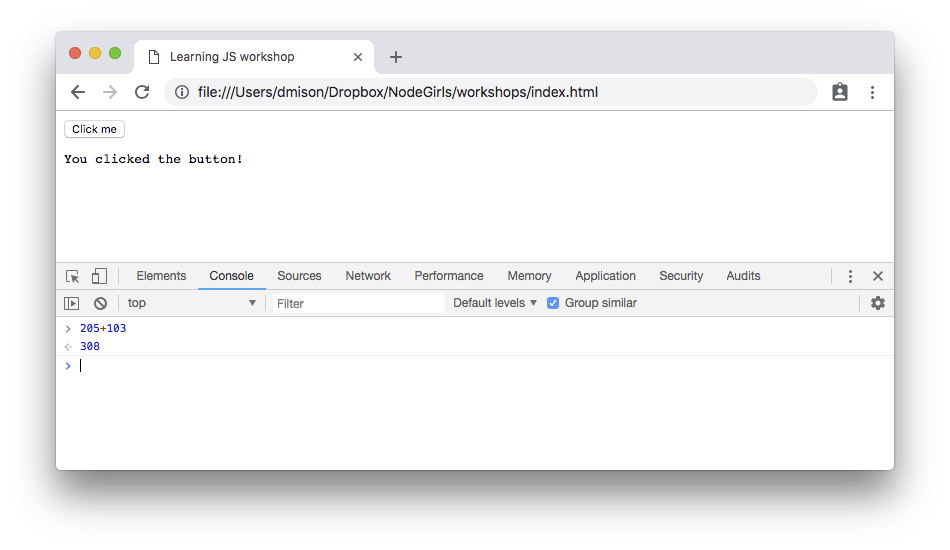 Learning JS workshop
file:///Users/dmison/Dropbox/NodeGirls/workshops/index.html
Click me
You clicked the button!
Elements Console Sources Network Performance Memory Application Security Audits
top Filter Default levels Group similar
205+103
308